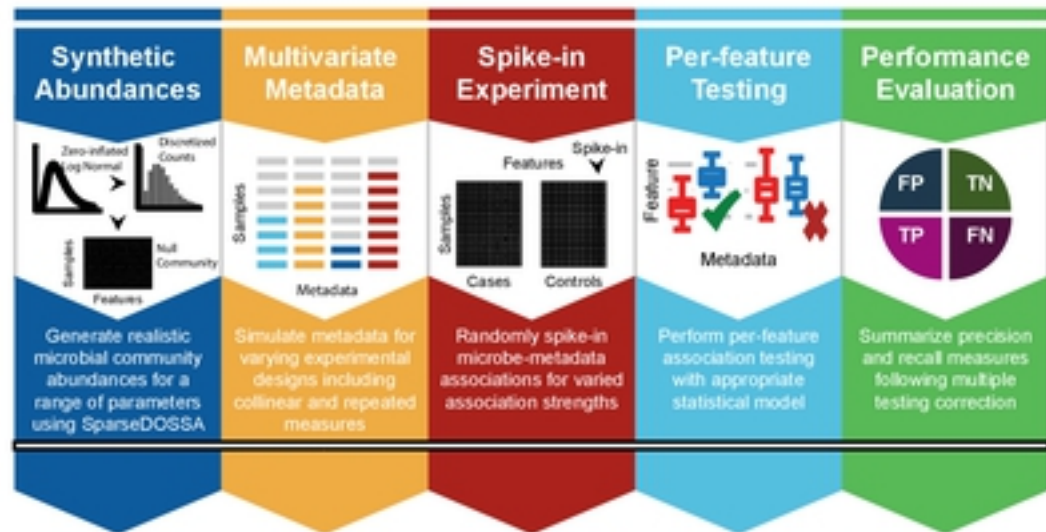 Synthetic
Abundances
Multivariate
Metadata
Spike-in
Experiment
Per-feature
Testing
Performance
Evaluation
Zero-inflated
Log Normal
Discretized
Counts
Samples
Null
Community
Features
Samples
Metadata
Spike-in
Features
Samples
Cases
Controls
Feature
Metadata
FP
TN
TP
FN
Generate realistic
microbial community
abundances for a
range of parameters
using SparseDOSSA
Simulate metadata for
varying experimental
designs including
collinear and repeated
measures
Randomly spike-in
microbe-metadata
associations for varied
association strengths
Perform per-feature
association testing
with appropriate
statistical model
Summarize precision
and recall measures
following multiple
testing correction